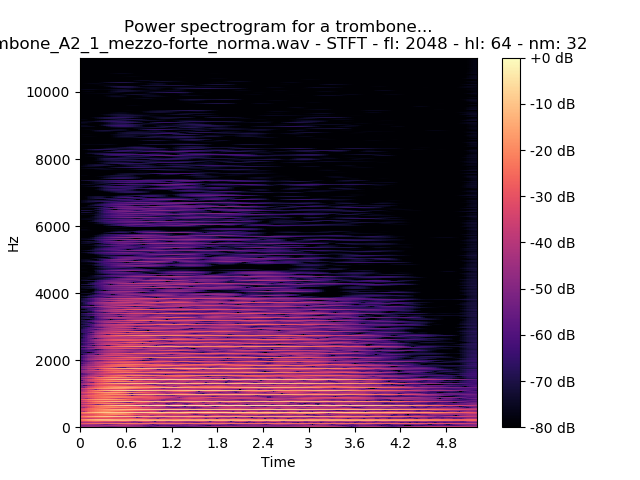 Power spectrogram for a trombone...
mbone_A2_1_mezzo-forte_norma.wav - STFT - fl: 2048 - hl: 64 - nm: 32
Hz
10000
8000
6000
4000
2000
0
0 0.6 1.2 1.8 2.4 3 3.6 4.2 4.8
Time
+0 dB
-10 dB
-20 dB
-30 dB
-40 dB
-50 dB
-60 dB
-70 dB
-80 dB